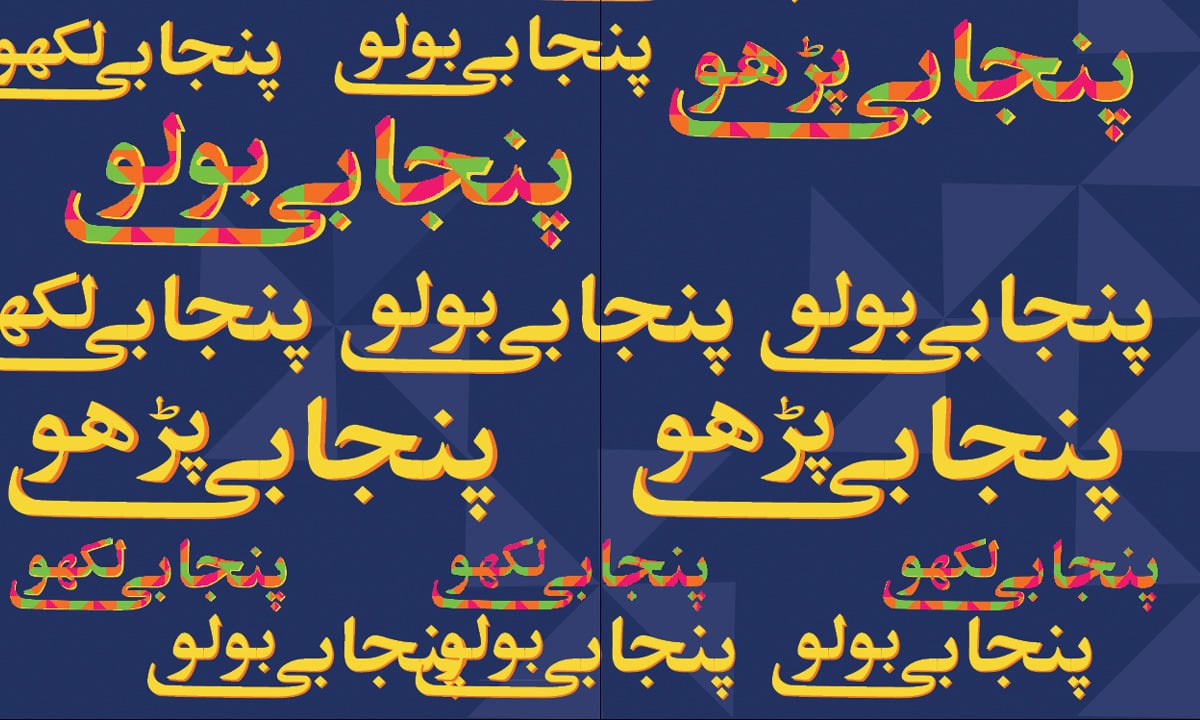 پنجابی بولو پنجابی لکھو
پنجابی پڑھو
پنجابی بولو
پنجابی بولو پنجابی بولو پنجابی لکھو
پنجابی پڑھو پنجابی پڑھو
پنجابی لکھو پنجابی لکھو پنجابی لکھو
پنجابی بولو پنجابی بولو پنجابی بولو